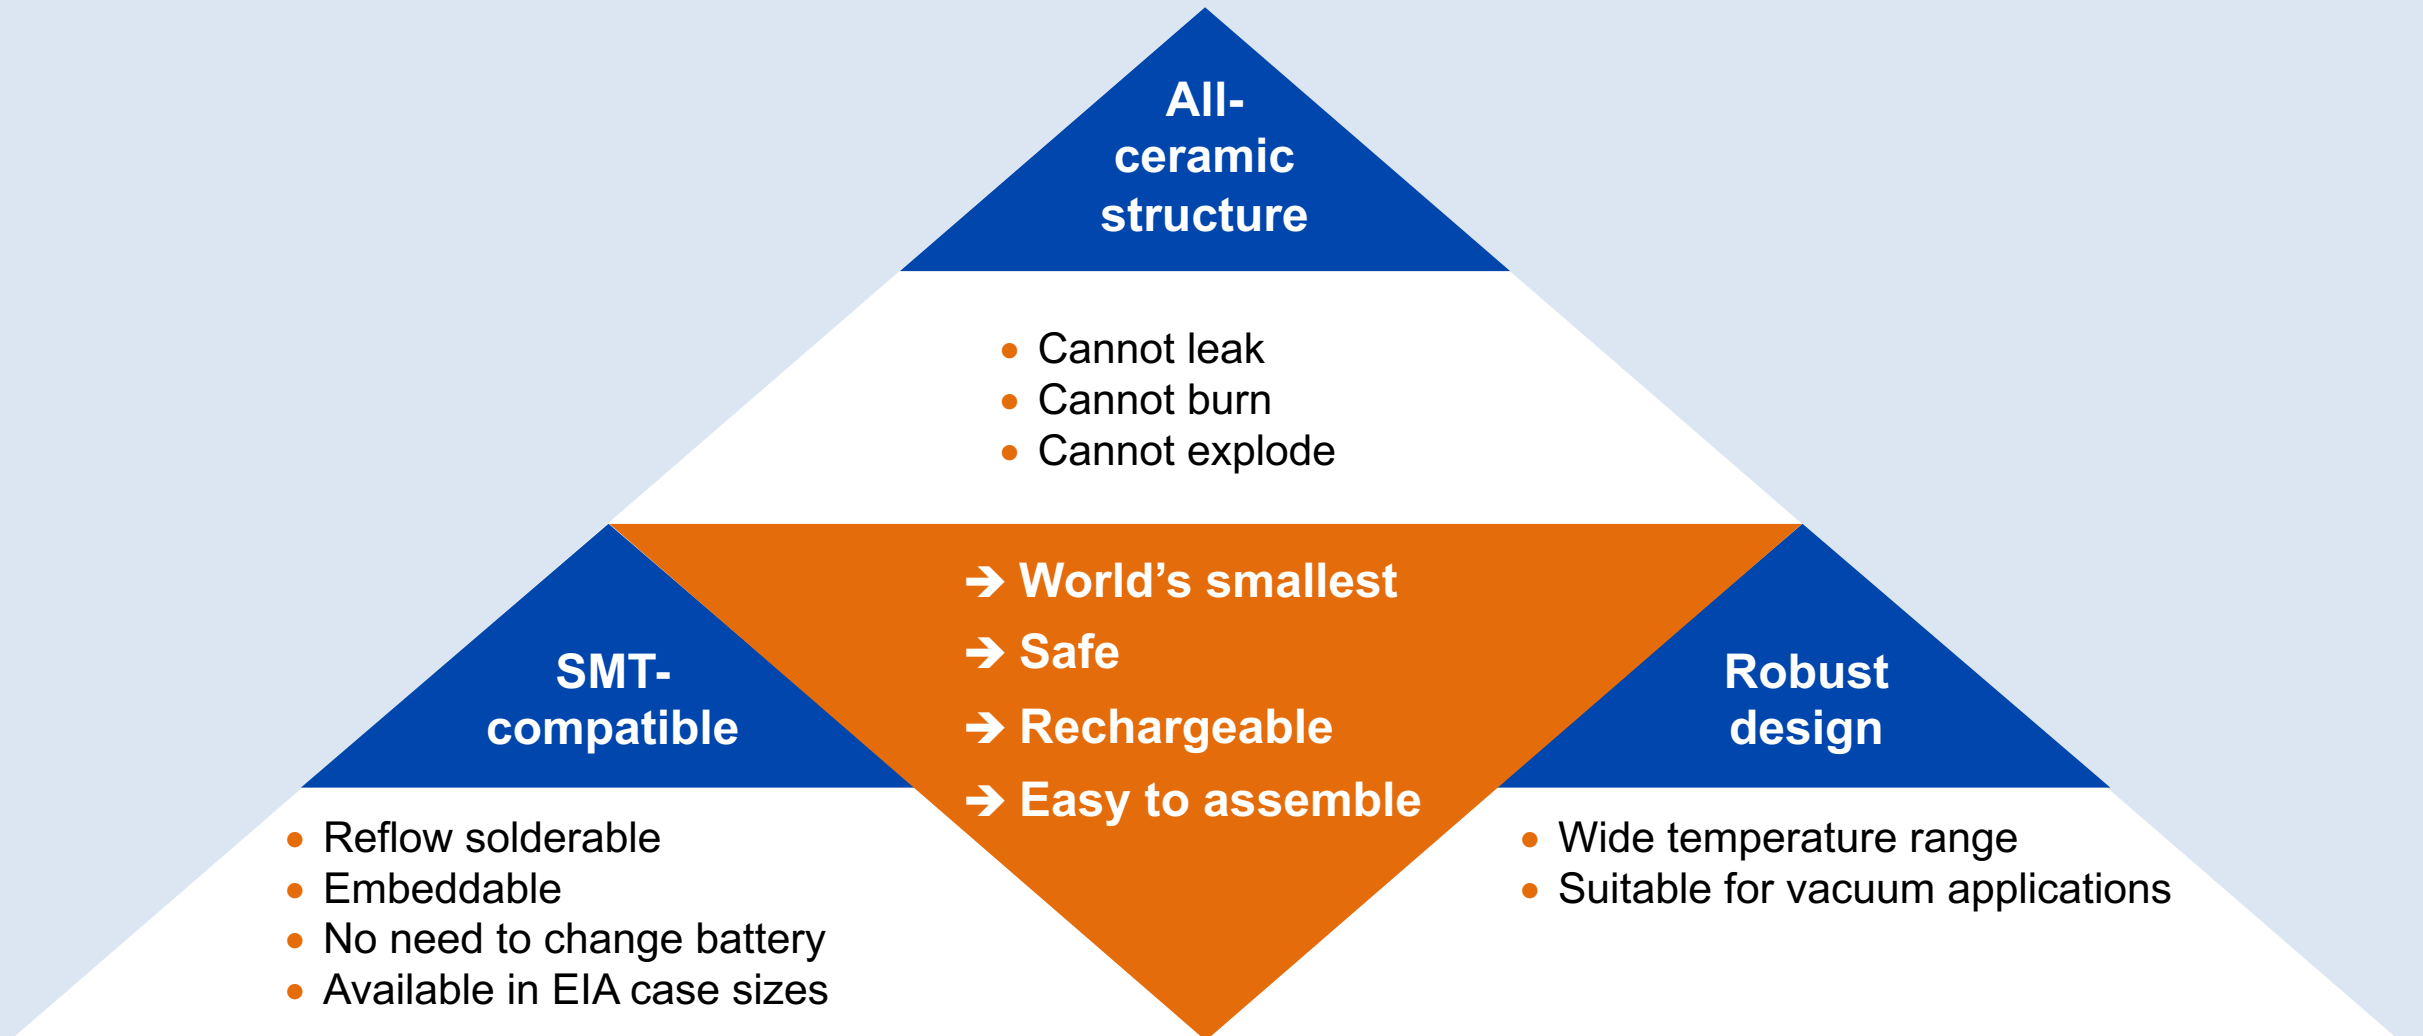 All-
ceramic
structure
• Cannot leak
• Cannot burn
• Cannot explode
➔ World’s smallest
➔ Safe
➔ Rechargeable
➔ Easy to assemble
SMT-
compatible
• Reflow solderable
• Embeddable
• No need to change battery
• Available in EIA case sizes
Robust
design
• Wide temperature range
• Suitable for vacuum applications